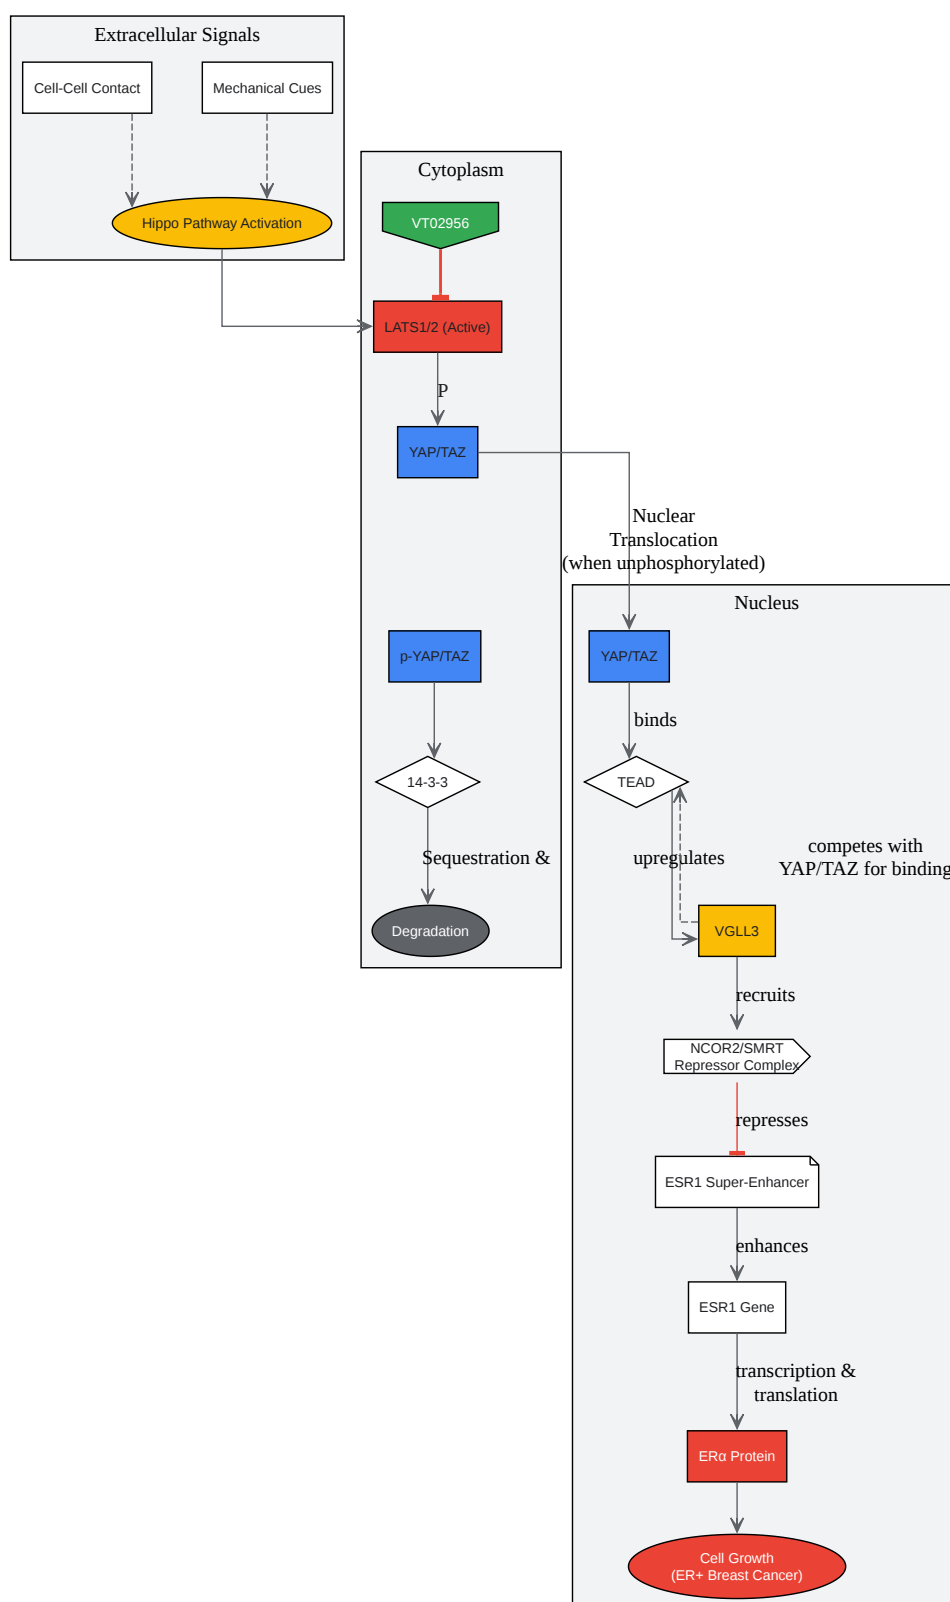 Extracellular Signals
Cell-Cell Contact
Mechanical Cues
Hippo Pathway Activation
Cytoplasm
VT02956
LATS1/2 (Active)
P
YAP/TAZ
Nuclear
Translocation
(when unphosphorylated)
Nucleus
p-YAP/TAZ
YAP/TAZ
binds
14-3-3
TEAD
Sequestration &
upregulates
competes with
YAP/TAZ for binding
Degradation
VGLL3
recruits
NCOR2/SMRT
Repressor Complex
represses
ESR1 Super-Enhancer
enhances
ESR1 Gene
transcription &
translation
ERα Protein
Cell Growth
(ER+ Breast Cancer)